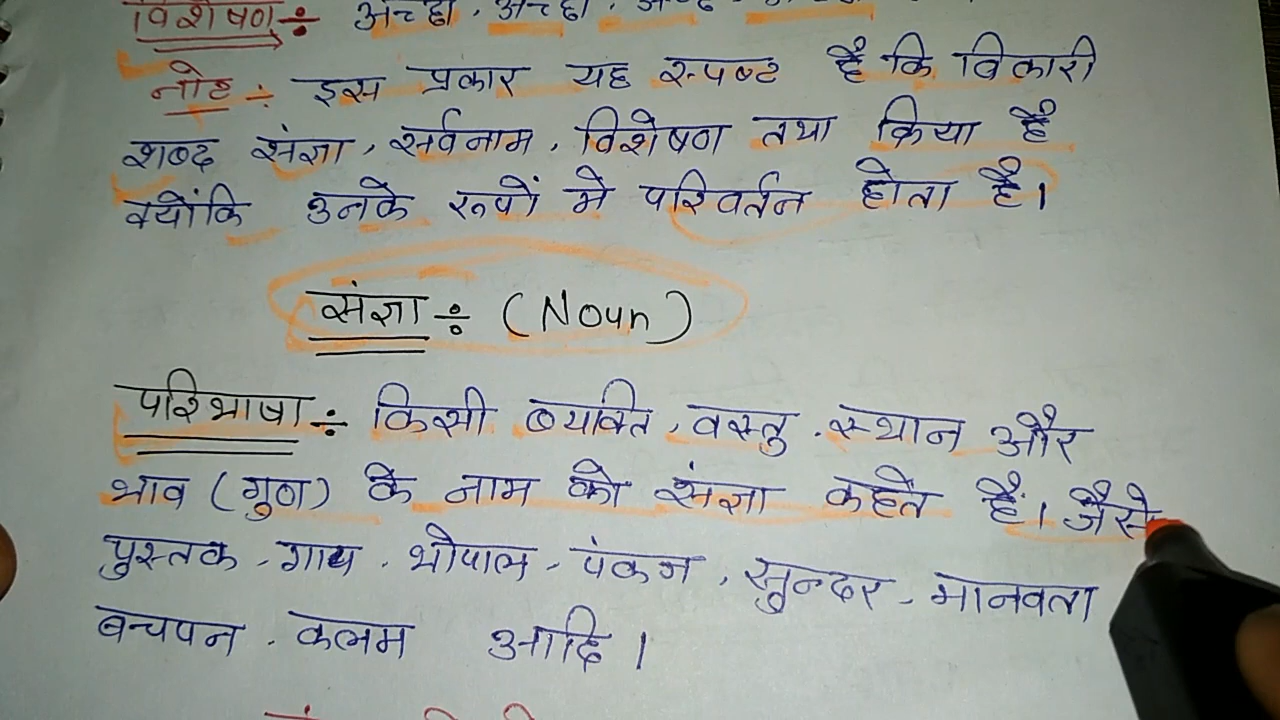 विशेषण ÷ अच्छा, अच्छी,
नोट ÷ इस प्रकार यह स्पष्ट है कि विकारी
शब्द संज्ञा, सर्वनाम, विशेषण तथा क्रिया है
क्योंकि उनके रूपों मे परिवर्तन होता है।
संज्ञा ÷ (Noun)
परिभाषा ÷ किसी व्यक्ति, वस्तु, स्थान और
भाव (गुण) के नाम को संज्ञा कहते हैं। जैसे
पुस्तक, गाय, भोपाल, पंकज, सुन्दर, मानवता
बचपन, कलम आदि।